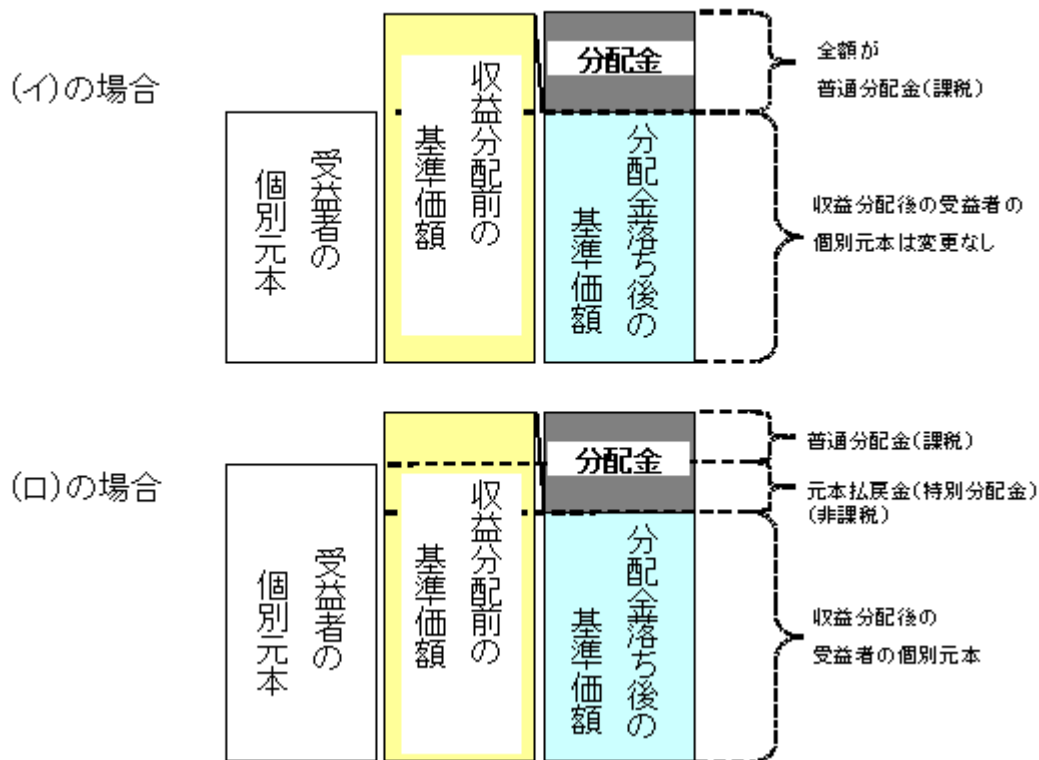 (イ)の場合
受益者の
個別元本
収益分配前の
基準価額
分配金
分配金落ち後の
基準価額
全額が
普通分配金(課税)
収益分配後の受益者の
個別元本は変更なし
(ロ)の場合
受益者の
個別元本
収益分配前の
基準価額
分配金
分配金落ち後の
基準価額
普通分配金(課税)
元本払戻金(特別分配金)
(非課税)
収益分配後の
受益者の個別元本